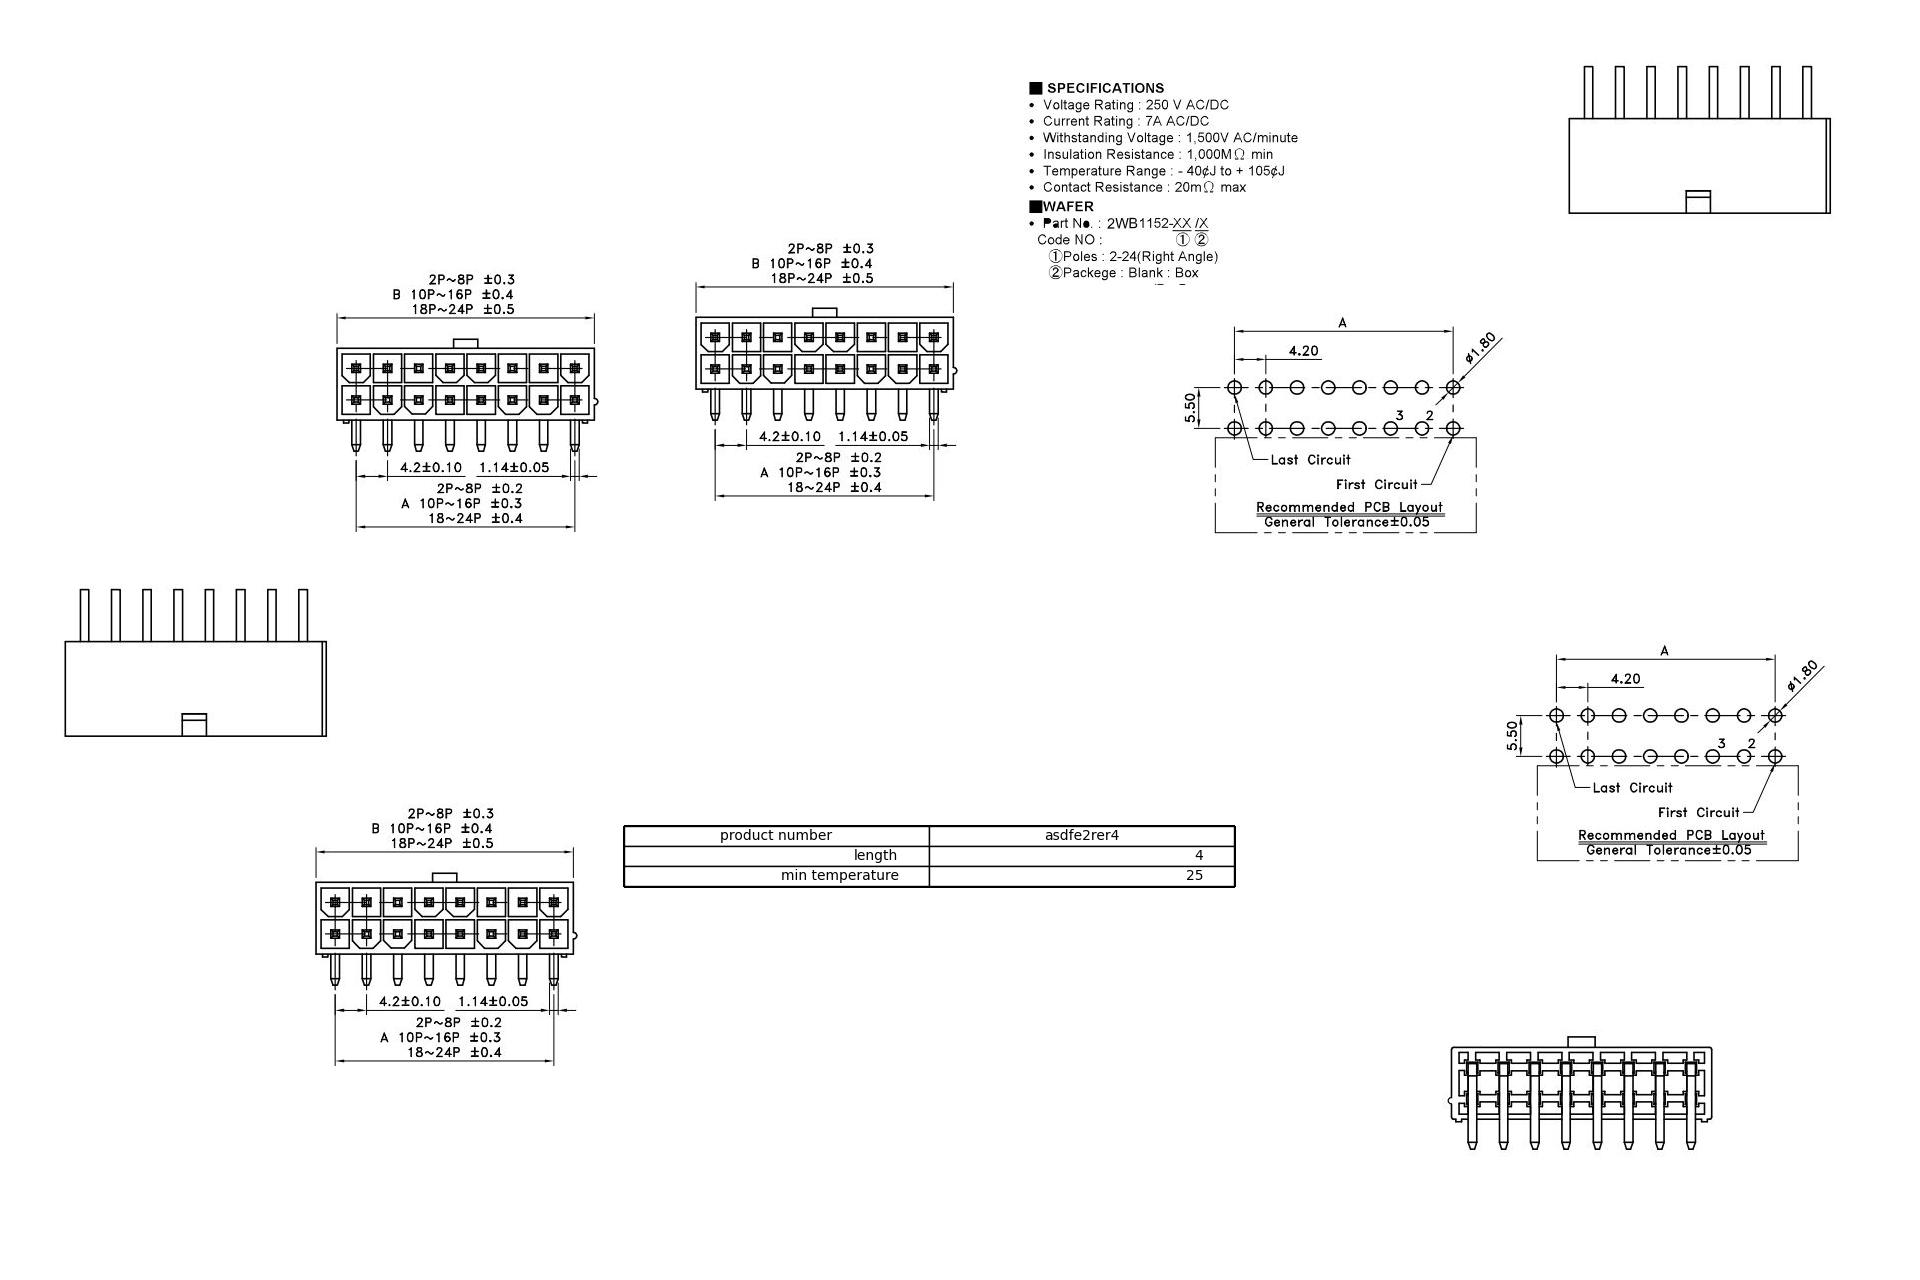 ■ SPECIFICATIONS
• Voltage Rating : 250 V AC/DC
• Current Rating : 7A AC/DC
• Withstanding Voltage : 1,500V AC/minute
• Insulation Resistance : 1,000MΩ min
• Temperature Range : - 40¢J to + 105¢J
• Contact Resistance : 20mΩ max
■WAFER
• Part No. : 2WB1152-XX /X
Code NO : ① ②
①Poles : 2-24(Right Angle)
②Packege : Blank : Box
2P~8P ±0.3
B 10P~16P ±0.4
18P~24P ±0.5
4.2±0.10 1.14±0.05
2P~8P ±0.2
A 10P~16P ±0.3
18~24P ±0.4
2P~8P ±0.3
B 10P~16P ±0.4
18P~24P ±0.5
4.2±0.10 1.14±0.05
2P~8P ±0.2
A 10P~16P ±0.3
18~24P ±0.4
A
4.20
ø1.80
5.50
3 2
Last Circuit
First Circuit
Recommended PCB Layout
General Tolerance±0.05
A
4.20
ø1.80
5.50
3 2
Last Circuit
First Circuit
Recommended PCB Layout
General Tolerance±0.05
2P~8P ±0.3
B 10P~16P ±0.4
18P~24P ±0.5
4.2±0.10 1.14±0.05
2P~8P ±0.2
A 10P~16P ±0.3
18~24P ±0.4
product number asdfe2rer4
length 4
min temperature 25